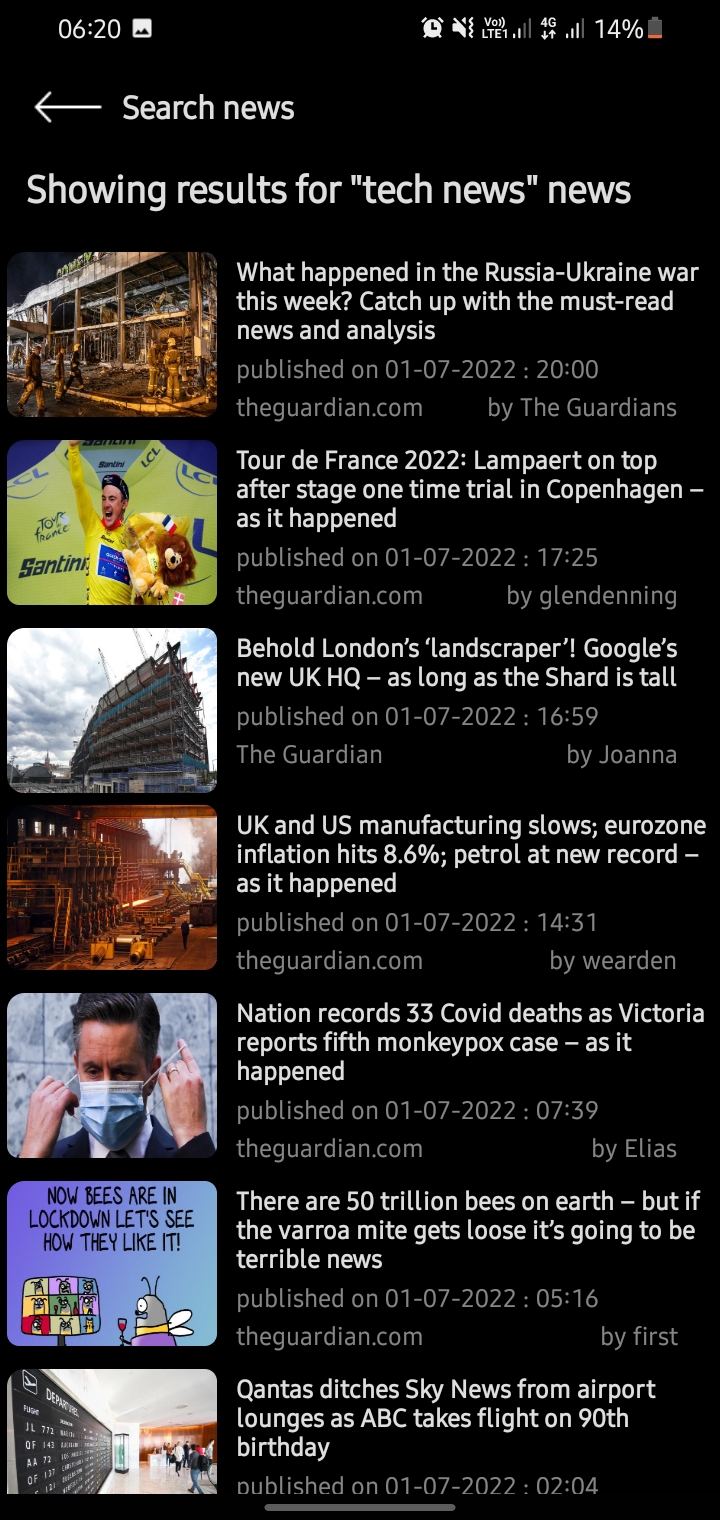 06:20
Vo))
LTE1
4G
14%
Search news
Showing results for "tech news" news
What happened in the Russia-Ukraine war
this week? Catch up with the must-read
news and analysis
published on 01-07-2022 : 20:00
theguardian.com by The Guardians
Santini
LCL
LCL
TOUR
france
Santini
Tour de France 2022: Lampaert on top
after stage one time trial in Copenhagen –
as it happened
published on 01-07-2022 : 17:25
theguardian.com by glendenning
Behold London’s ‘landscraper’! Google’s
new UK HQ – as long as the Shard is tall
published on 01-07-2022 : 16:59
The Guardian by Joanna
UK and US manufacturing slows; eurozone
inflation hits 8.6%; petrol at new record –
as it happened
published on 01-07-2022 : 14:31
theguardian.com by wearden
Nation records 33 Covid deaths as Victoria
reports fifth monkeypox case – as it
happened
published on 01-07-2022 : 07:39
theguardian.com by Elias
NOW BEES ARE IN
LOCKDOWN LET'S SEE
HOW THEY LIKE IT!
There are 50 trillion bees on earth – but if
the varroa mite gets loose it’s going to be
terrible news
published on 01-07-2022 : 05:16
theguardian.com by first
DEPARTURES
FLIGHT
JL 772
QF 143
AA 72
QF 137
Qantas ditches Sky News from airport
lounges as ABC takes flight on 90th
birthday
published on 01-07-2022 : 02:04